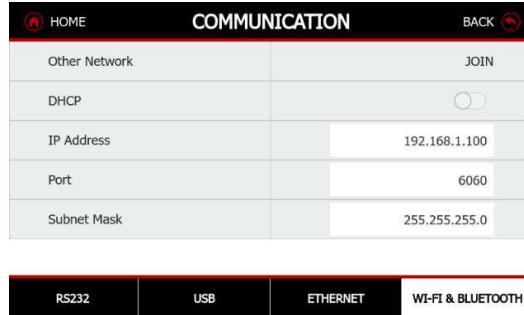 HOME COMMUNICATION BACK
Other Network JOIN
DHCP
IP Address 192.168.1.100
Port 6060
Subnet Mask 255.255.255.0
RS232 USB ETHERNET WI-FI & BLUETOOTH